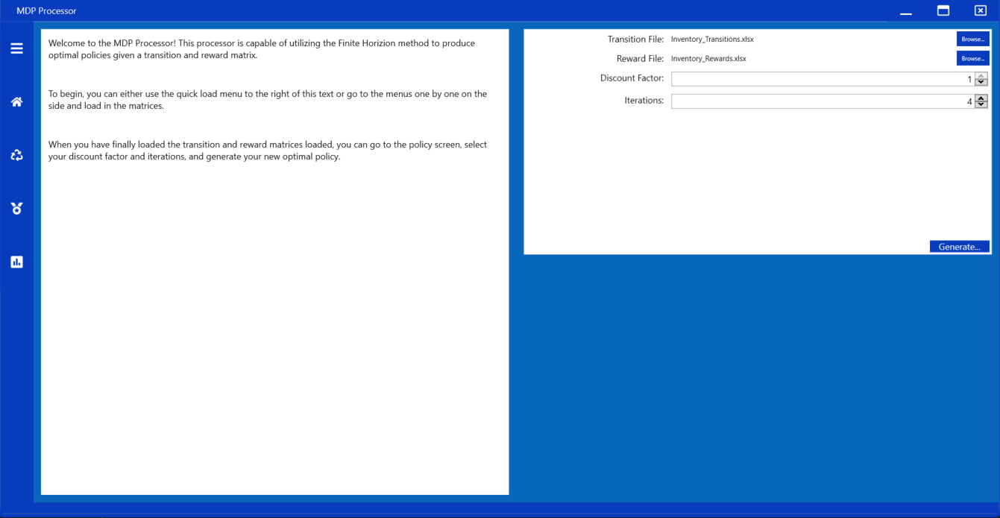 MDP Processor
Welcome to the MDP Processor! This processor is capable of utilizing the Finite Horizion method to produce
optimal policies given a transition and reward matrix.
To begin, you can either use the quick load menu to the right of this text or go to the menus one by one on the
side and load in the matrices.
When you have finally loaded the transition and reward matrices loaded, you can go to the policy screen, select
your discount factor and iterations, and generate your new optimal policy.
Transition File: Inventory_Transitions.xlsx Browse...
Reward File: Inventory_Rewards.xlsx Browse...
Discount Factor: 1
Iterations: 4
Generate...